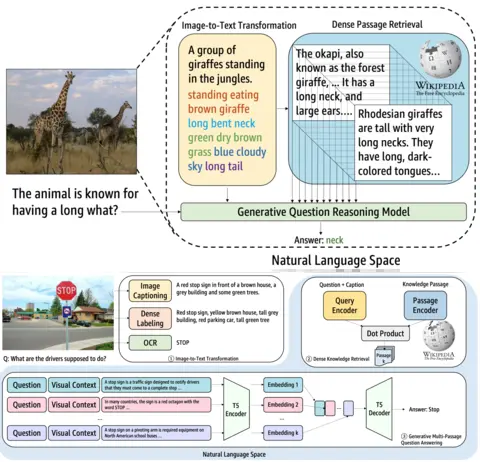 Image-to-Text Transformation
Dense Passage Retrieval
A group of
giraffes standing
in the jungles.
standing eating
brown giraffe
long bent neck
green dry brown
grass blue cloudy
sky long tail
The okapi, also
known as the forest
giraffe, ... It has a
long neck, and
large ears....
WIKIPEDIA
The Free Encyclopedia
Rhodesian giraffes
are tall with very
long necks. They
have long, dark-
colored tongues...
The animal is known for
having a long what?
Generative Question Reasoning Model
Answer: neck
Natural Language Space
STOP
Q: What are the drivers supposed to do?
Image
Captioning
A red stop sign in front of a brown house, a
grey building and some green trees.
Dense
Labeling
Red stop sign, yellow brown house, tall grey
building, red parking car, tall green tree
OCR
STOP
① Image-to-Text Transformation
Question + Caption
Knowledge Passage
Query
Encoder
Passage
Encoder
Dot Product
Passage
WIKIPEDIA
The Free Encyclopedia
② Dense Knowledge Retrieval
Question
Visual Context
A stop sign is a traffic sign designed to notify drivers
that they must come to a complete stop ...
Question
Visual Context
In many countries, the sign is a red octagon with the
word STOP ...
...
Question
Visual Context
A stop sign on a pivoting arm is required equipment on
North American school buses...
T5
Encoder
Embedding 1
Embedding 2
...
Embedding k
...
T5
Decoder
Answer: Stop
③ Generative Multi-Passage
Question Answering
Natural Language Space